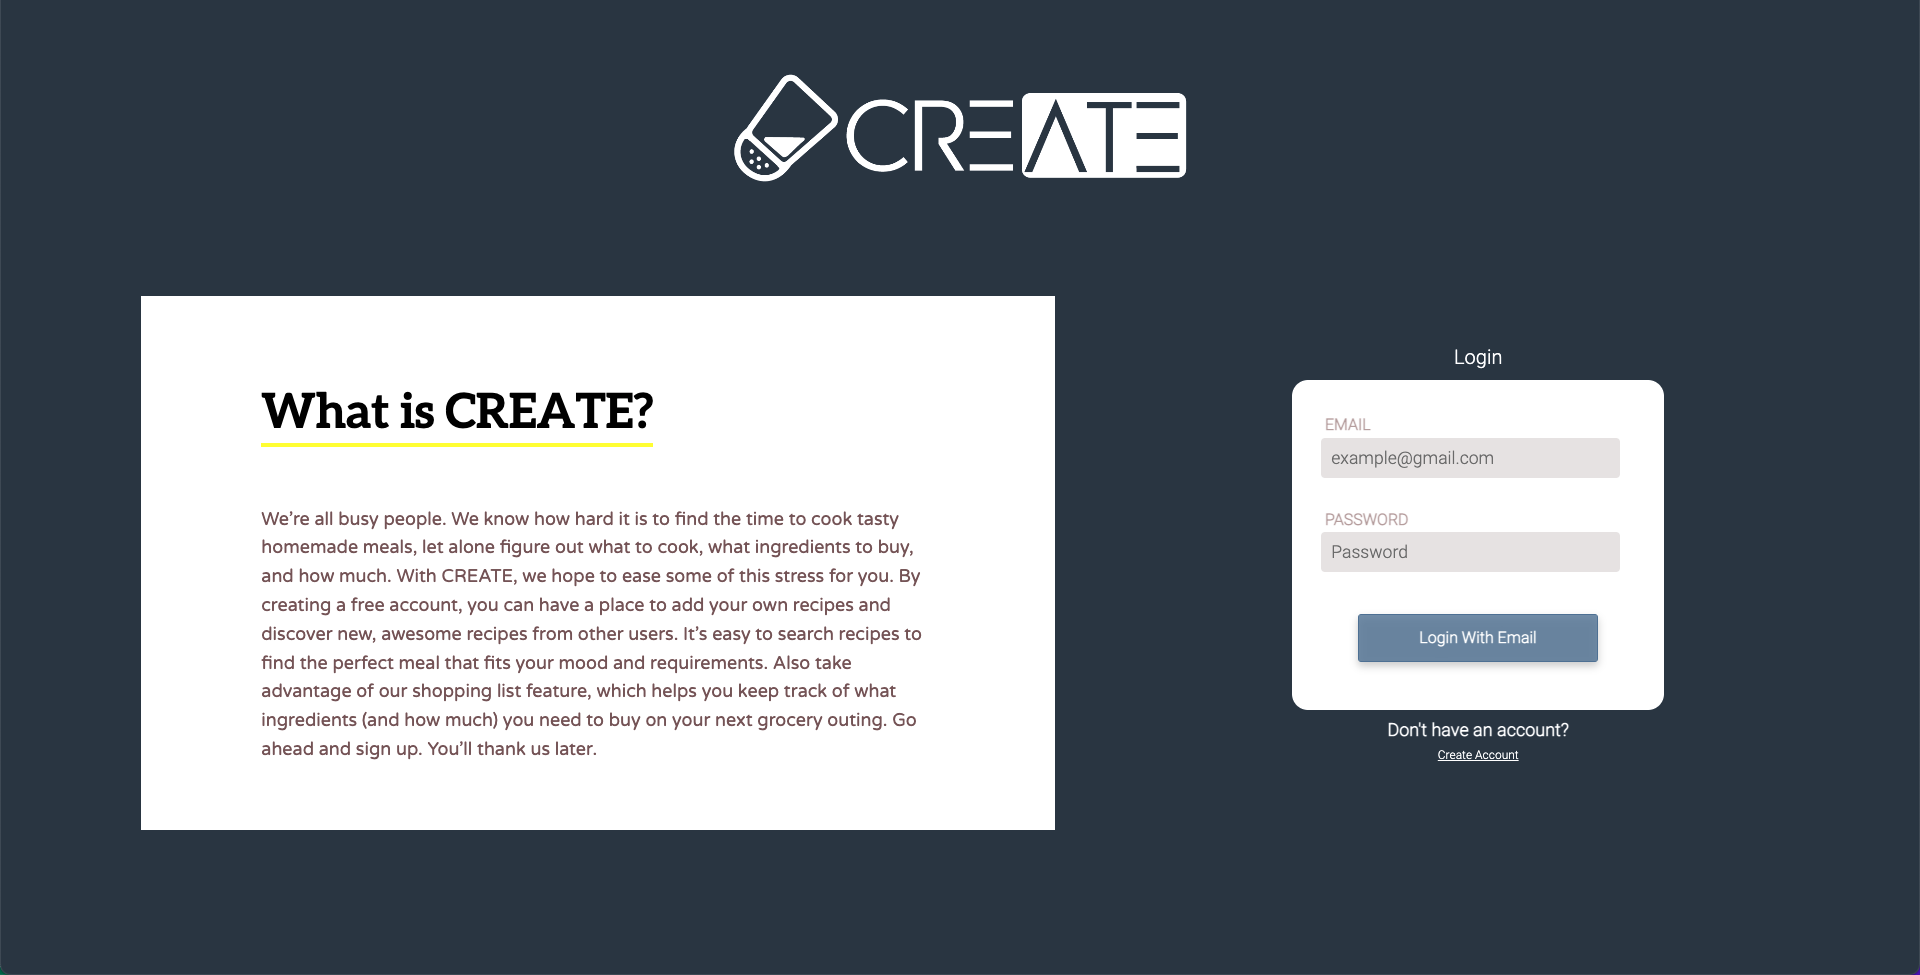 CREATE
What is CREATE?
We’re all busy people. We know how hard it is to find the time to cook tasty
homemade meals, let alone figure out what to cook, what ingredients to buy,
and how much. With CREATE, we hope to ease some of this stress for you. By
creating a free account, you can have a place to add your own recipes and
discover new, awesome recipes from other users. It’s easy to search recipes to
find the perfect meal that fits your mood and requirements. Also take
advantage of our shopping list feature, which helps you keep track of what
ingredients (and how much) you need to buy on your next grocery outing. Go
ahead and sign up. You’ll thank us later.
Login
EMAIL
example@gmail.com
PASSWORD
Password
Login With Email
Don't have an account?
Create Account